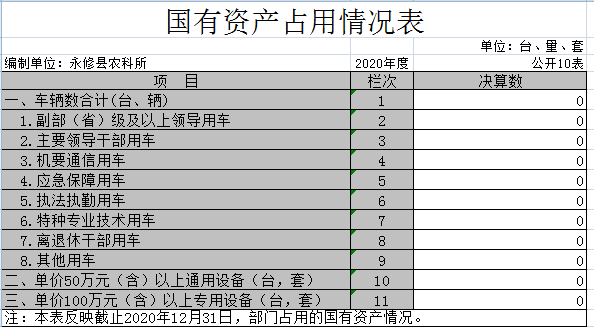 国有资产占用情况表
单位：台、量、套
编制单位：永修县农科所 2020年度 公开10表
项 目 栏次 决算数
一、车辆数合计(台、辆) 1 0
1.副部（省）级及以上领导用车 2 0
2.主要领导干部用车 3 0
3.机要通信用车 4 0
4.应急保障用车 5 0
5.执法执勤用车 6 0
6.特种专业技术用车 7 0
7.离退休干部用车 8 0
8.其他用车 9 0
二、单价50万元（含）以上通用设备（台，套） 10 0
三、单价100万元（含）以上专用设备（台，套） 11 0
注：本表反映截止2020年12月31日，部门占用的国有资产情况。